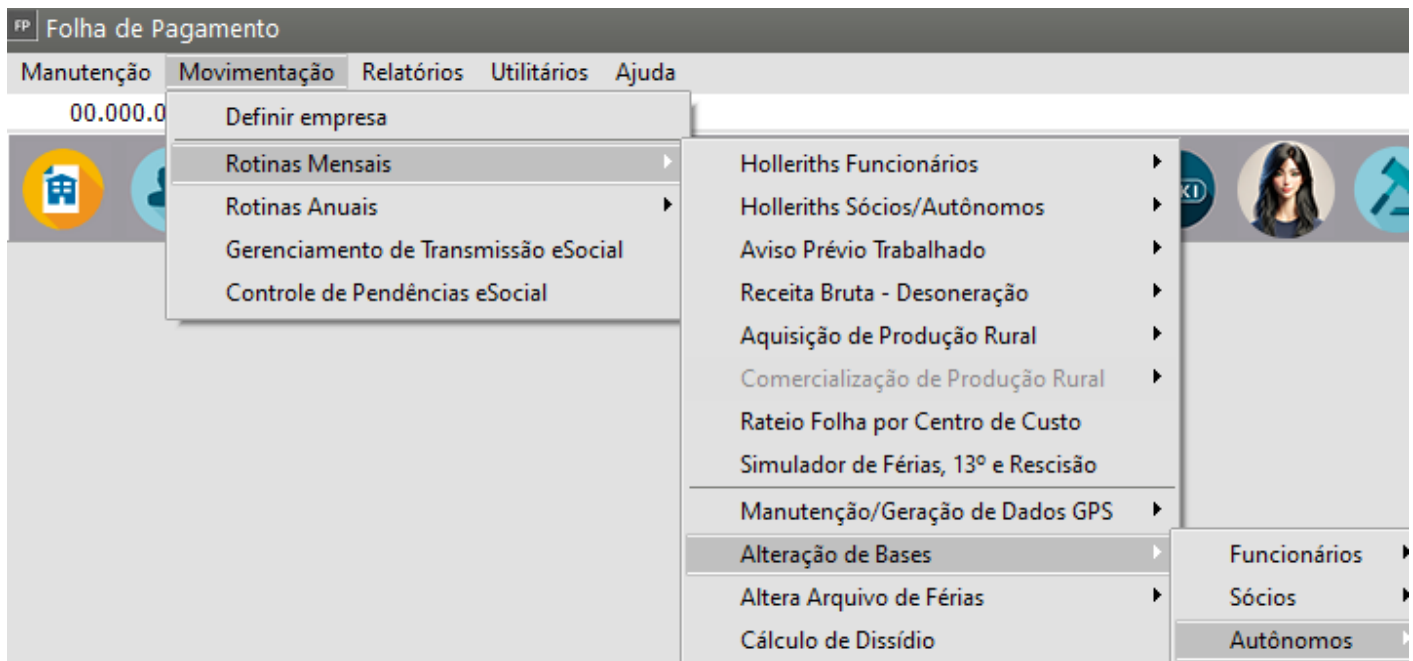 FP Folha de Pagamento
Manutenção Movimentação Relatórios Utilitários Ajuda
00.000.0
Definir empresa
Rotinas Mensais
Rotinas Anuais
Gerenciamento de Transmissão eSocial
Controle de Pendências eSocial
Holleriths Funcionários
Holleriths Sócios/Autônomos
Aviso Prévio Trabalhado
Receita Bruta - Desoneração
Aquisição de Produção Rural
Comercialização de Produção Rural
Rateio Folha por Centro de Custo
Simulador de Férias, 13º e Rescisão
Manutenção/Geração de Dados GPS
Alteração de Bases
Altera Arquivo de Férias
Cálculo de Dissídio
Funcionários
Sócios
Autônomos